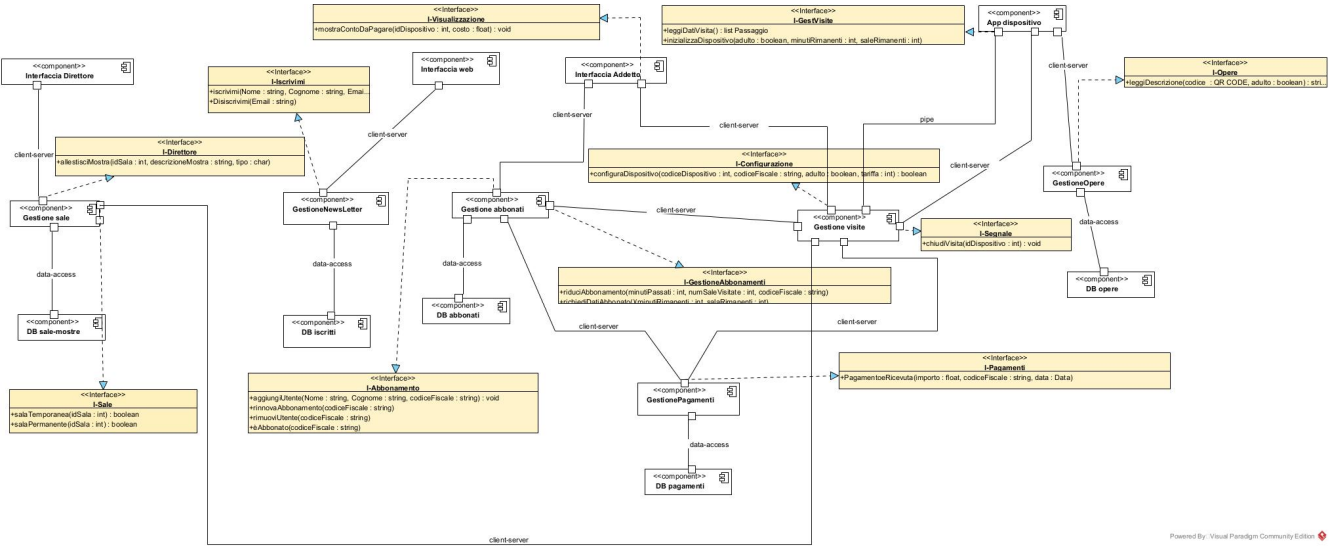 <<Interface>>
I-Visualizzazione
+mostraContoDaPagare(idDispositivo : int, costo : float) : void
<<Interface>>
I-GestVisite
+leggiDatiVisita() : list Passaggio
+inizializzaDispositivo(adulto : boolean, minutiRimanenti : int, saleRimanenti : int)
<<component>>
App dispositivo
<<component>>
Interfaccia Direttore
<<Interface>>
I-Iscrivimi
+iscrivimi(Nome : string, Cognome : string, Emai...
+Disiscrivimi(Email : string)
<<component>>
Interfaccia web
<<component>>
Interfaccia Addetto
client-server
<<Interface>>
I-Opere
+leggiDescrizione(codice : QR CODE, adulto : boolean) : stri...
client-server
client-server
client-server
pipe
client-server
<<Interface>>
I-Direttore
+allestisciMostra(idSala : int, descrizioneMostra : string, tipo : char)
client-server
<<Interface>>
I-Configurazione
+configuraDispositivo(codiceDispositivo : int, codiceFiscale : string, adulto : boolean, tariffa : int) : boolean
client-server
<<component>>
GestioneOpere
<<component>>
Gestione sale
<<component>>
GestioneNewsLetter
<<component>>
Gestione abbonati
client-server
<<component>>
Gestione visite
<<Interface>>
I-Segnale
+chiudiVisita(idDispositivo : int) : void
data-access
data-access
data-access
data-access
<<Interface>>
I-GestioneAbbonamenti
+riduciAbbonamento(minutiPassati : int, numSaleVisitate : int, codiceFiscale : string)
+richiediDatiAbbonato()(minutiRimanenti : int, saleRimanenti : int)
<<component>>
DB opere
<<component>>
DB sale-mostre
<<component>>
DB iscritti
<<component>>
DB abbonati
client-server
client-server
<<Interface>>
I-Sale
+salaTemporanea(idSala : int) : boolean
+salaPermanente(idSala : int) : boolean
<<Interface>>
I-Abbonamento
+aggiungiUtente(Nome : string, Cognome : string, codiceFiscale : string) : void
+rinnovaAbbonamento(codiceFiscale : string)
+rimuoviUtente(codiceFiscale : string)
+èAbbonato(codiceFiscale : string)
<<component>>
GestionePagamenti
<<Interface>>
I-Pagamenti
+PagamentoeRicevuta(importo : float, codiceFiscale : string, data : Data)
data-access
<<component>>
DB pagamenti
client-server
Powered By: Visual Paradigm Community Edition